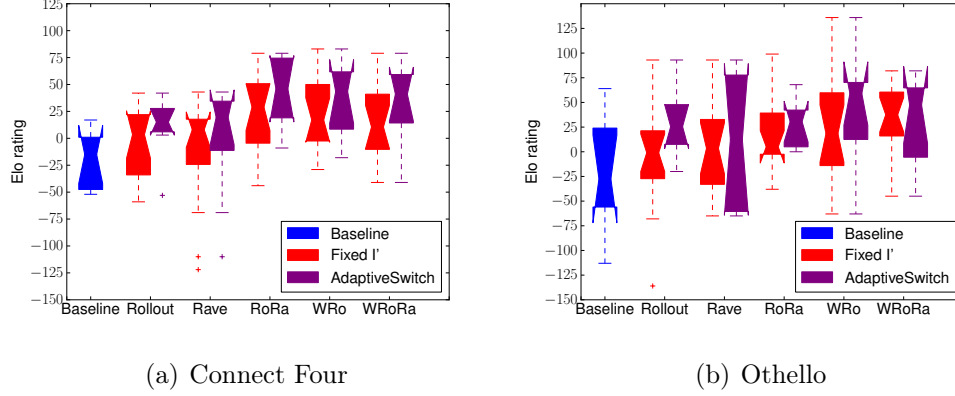 125
100
75
50
25
0
−25
−50
−75
−100
−125
−150
Elo rating
Baseline Rollout Rave RoRa WRo WRoRa
Baseline
Fixed I'
AdaptiveSwitch
(a) Connect Four
150
125
100
75
50
25
0
−25
−50
−75
−100
−125
−150
Elo rating
Baseline Rollout Rave RoRa WRo WRoRa
Baseline
Fixed I'
AdaptiveSwitch
(b) Othello